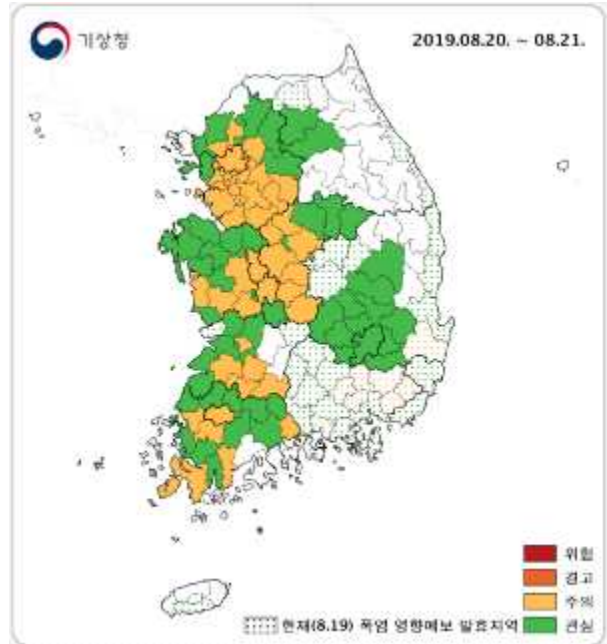 기상청
2019.08.20. ~ 08.21.
위험
경고
주의
관심
현재(8.19) 폭염 영향예보 발효지역